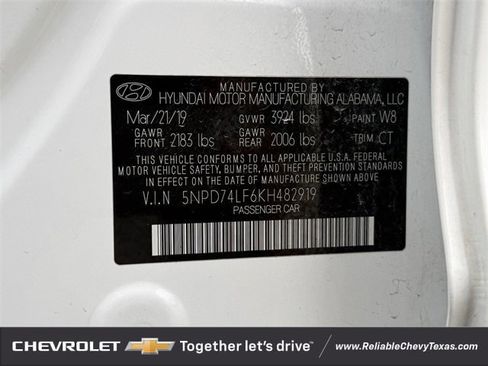 MANUFACTURED BY
HYUNDAI MOTOR MANUFACTURING ALABAMA, LLC
Mar/21/19 GVWR 3924 lbs PAINT W8
GAWR FRONT 2183 lbs GAWR REAR 2006 lbs TRIM CT
THIS VEHICLE CONFORMS TO ALL APPLICABLE U.S.A. FEDERAL
MOTOR VEHICLE SAFETY, BUMPER, AND THEFT PREVENTION
STANDARDS IN EFFECT ON THE DATE OF MANUFACTURE SHOWN ABOVE.
V.I.N 5NPD74LF6KH482919
PASSENGER CAR
CHEVROLET Together let's drive™ www.ReliableChevyTexas.com